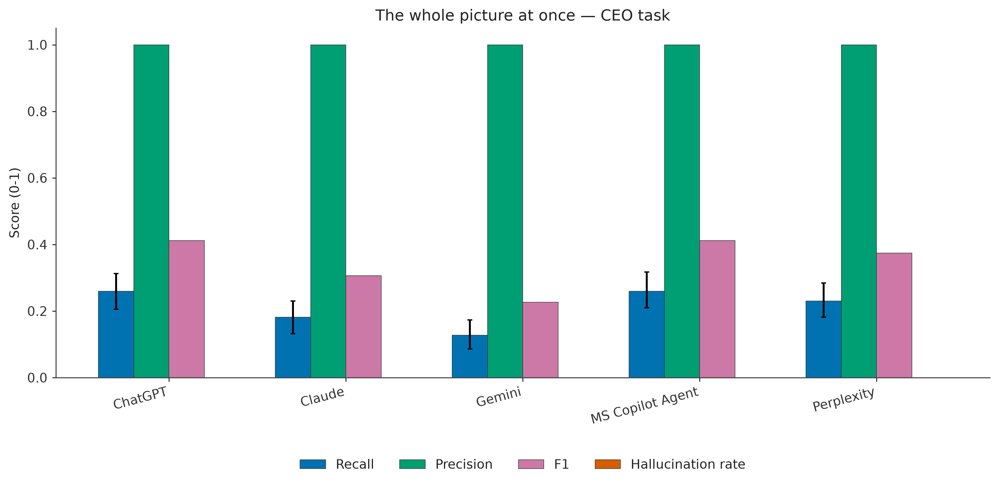 The whole picture at once — CEO task
Score (0-1)
1.0
0.8
0.6
0.4
0.2
0.0
ChatGPT
Claude
Gemini
MS Copilot Agent
Perplexity
Recall
Precision
F1
Hallucination rate